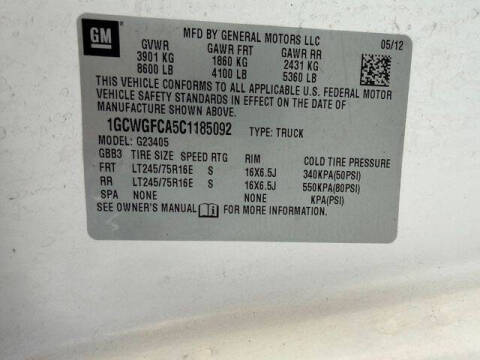 GM
MFD BY GENERAL MOTORS LLC
05/12
GVWR GAWR FRT GAWR RR
3901 KG 1860 KG 2431 KG
8600 LB 4100 LB 5360 LB
THIS VEHICLE CONFORMS TO ALL APPLICABLE U.S. FEDERAL MOTOR
VEHICLE SAFETY STANDARDS IN EFFECT ON THE DATE OF
MANUFACTURE SHOWN ABOVE.
1GCWGFCA5C1185092 TYPE: TRUCK
MODEL: G23405
GBB3 TIRE SIZE SPEED RTG RIM COLD TIRE PRESSURE
FRT LT245/75R16E S 16X6.5J 340KPA(50PSI)
RR LT245/75R16E S 16X6.5J 550KPA(80PSI)
SPA NONE NONE KPA(PSI)
SEE OWNER'S MANUAL FOR MORE INFORMATION.